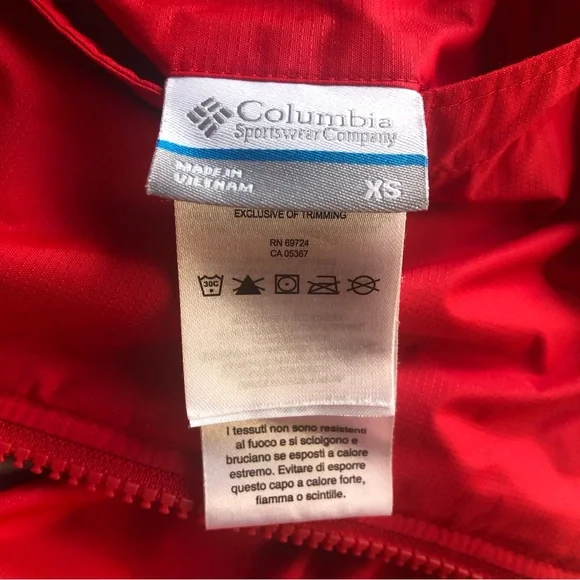 Columbia
Sportswear Company
MADE IN
VIETNAM
XS
EXCLUSIVE OF TRIMMING
RN 69724
CA 05367
30C
I tessuti non sono resistenti
al fuoco e si sciolgono e
bruciano se esposti a calore
estremo. Evitare di esporre
questo capo a calore forte,
fiamma o scintille.